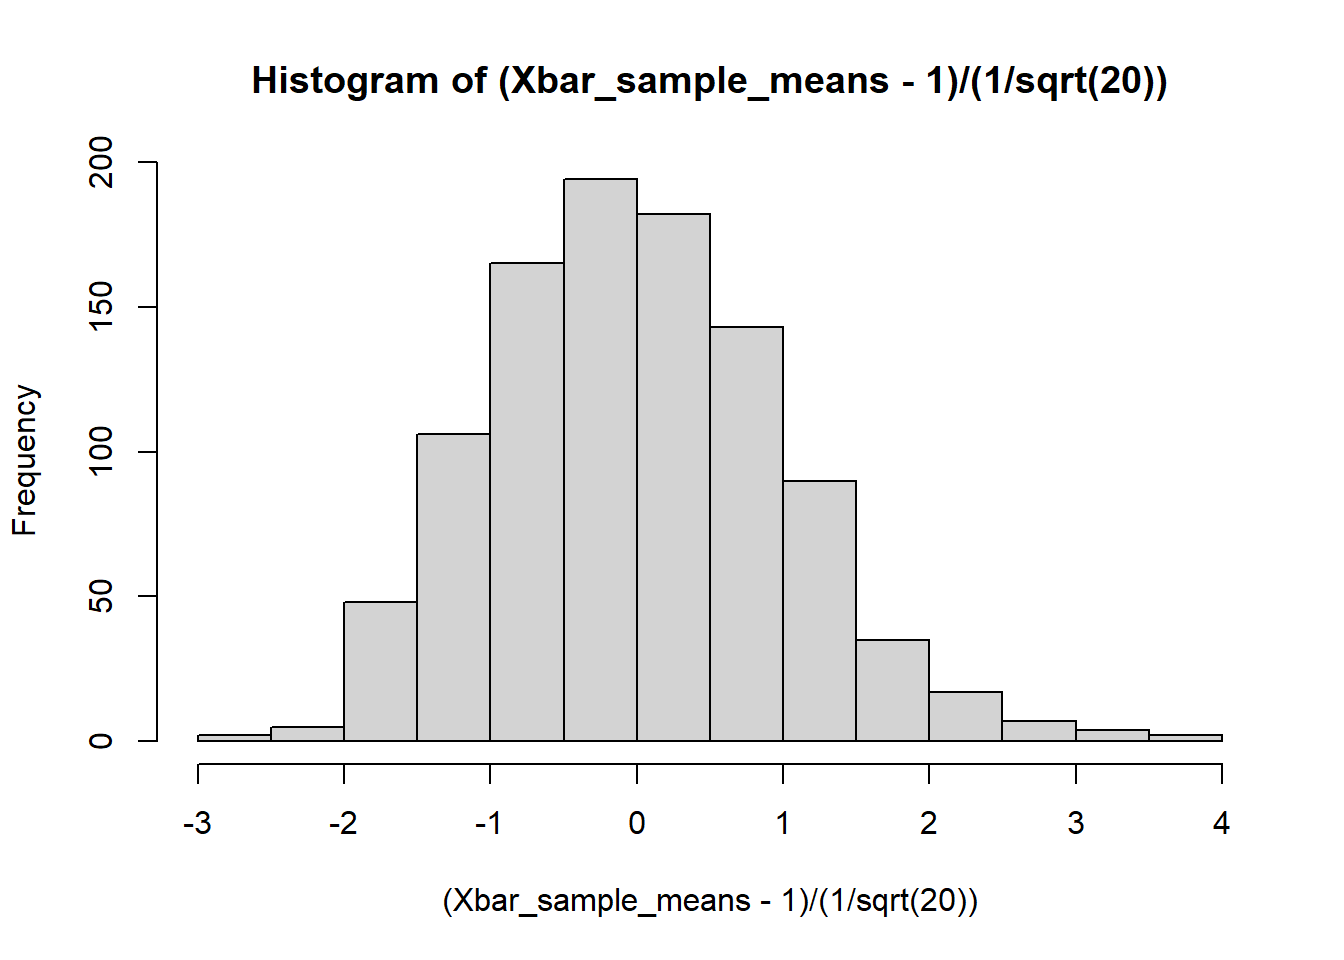 Histogram of (Xbar_sample_means - 1)/(1/sqrt(20))
Frequency
200
150
100
50
0
-3 -2 -1 0 1 2 3 4
(Xbar_sample_means - 1)/(1/sqrt(20))